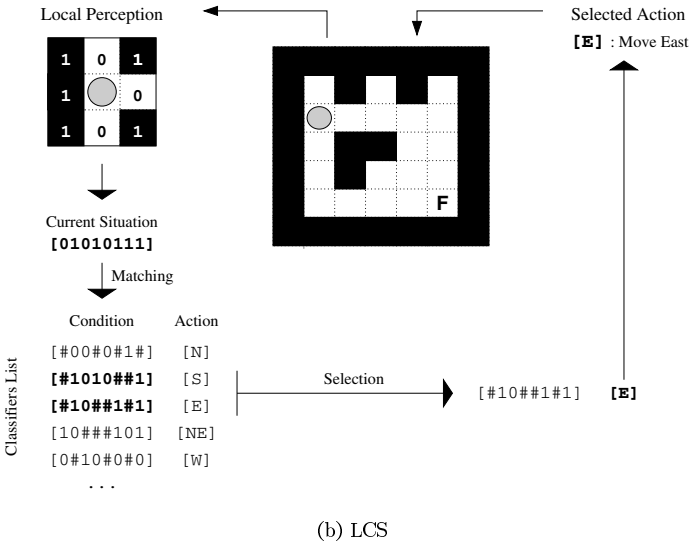 Local Perception
Selected Action
[E] : Move East
1 0 1
1 0
1 0 1
F
Current Situation
[01010111]
Matching
Classifiers List
Condition Action
[#00#0#1#] [N]
[#1010##1] [S]
[#10##1#1] [E]
[10###101] [NE]
[0#10#0#0] [W]
...
Selection
[#10##1#1] [E]
(b) LCS